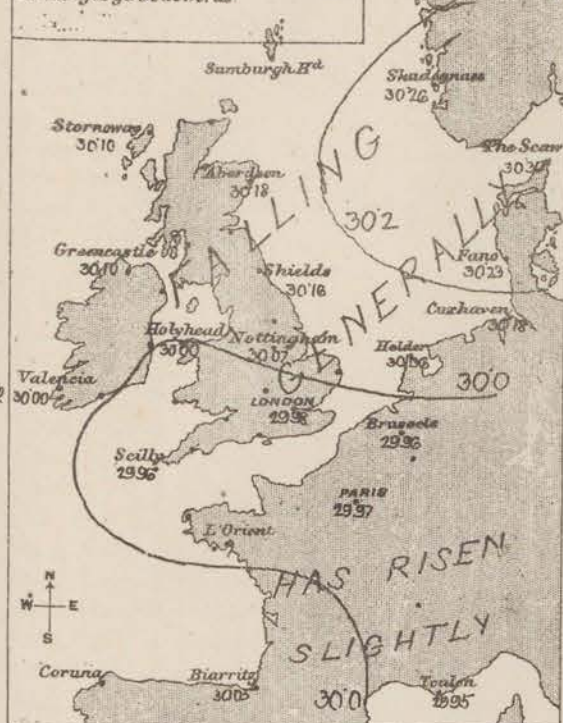 Sumburgh Hd
Skudesnaes
30·26
Stornoway
30·10
The Scaw
Aberdeen
30·18
FALLING
30·2
GENERALLY
Greencastle
30·10
Shields
30·16
Fano
30·23
Cuxhaven
30·18
Holyhead
30·00
Nottingham
30·07
Helder
30·06
Valencia
30·00
30·0
LONDON
29·98
Brussels
29·96
Scilly
29·96
PARIS
29·97
L'Orient
HAS RISEN
SLIGHTLY
N
W E
S
Coruna
Biarritz
30·03
30·0
Toulon
29·95